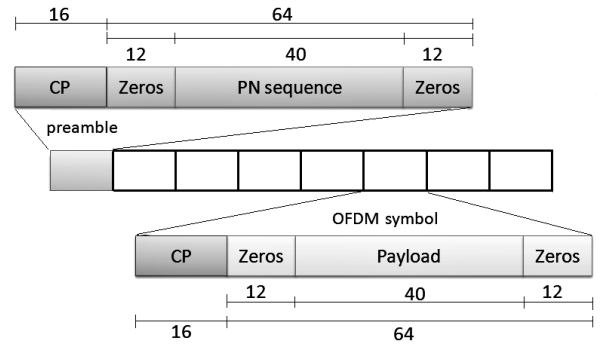 16 64
12 40 12
CP Zeros PN sequence Zeros
preamble
OFDM symbol
CP Zeros Payload Zeros
12 40 12
16 64